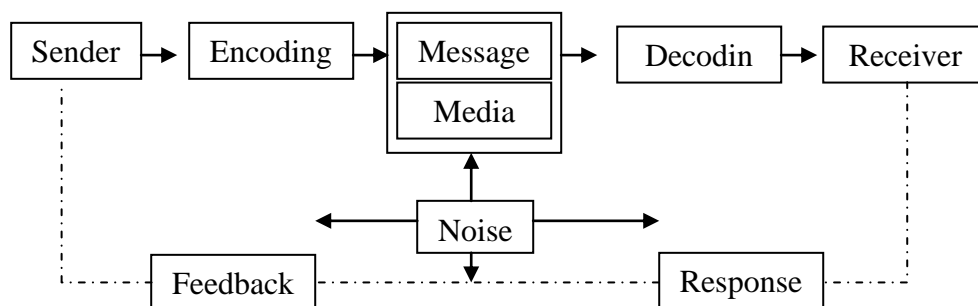 Sender
Encoding
Message
Media
Decodin
Receiver
Noise
Feedback
Response